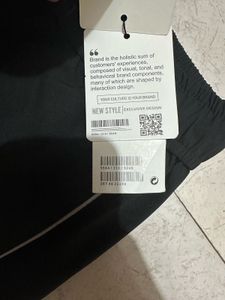 “
Brand is the holistic sum of
customers' experiences,
composed of visual, tonal, and
behavioral brand components,
many of which are shaped by
interaction design.
YOUR CULTURE IS YOUR BRAND
NEW STYLE EXCLUSIVER DESIGN